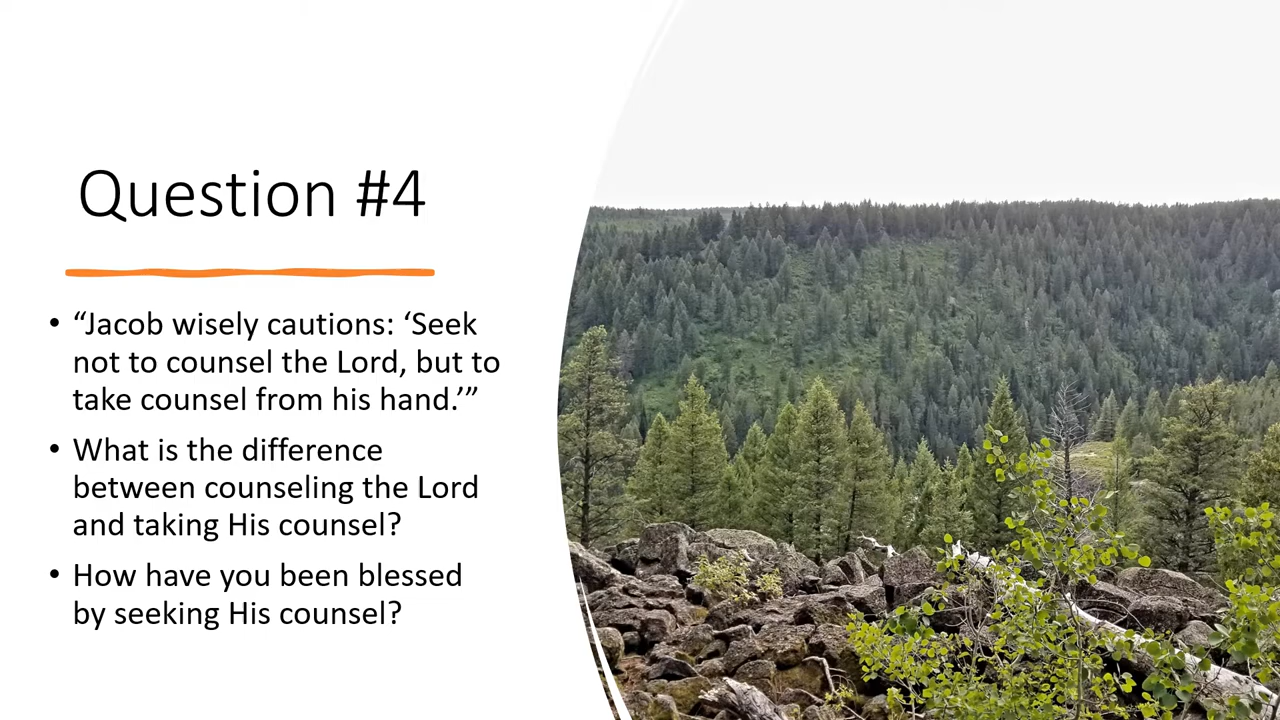 Question #4
• “Jacob wisely cautions: ‘Seek
not to counsel the Lord, but to
take counsel from his hand.’”
• What is the difference
between counseling the Lord
and taking His counsel?
• How have you been blessed
by seeking His counsel?